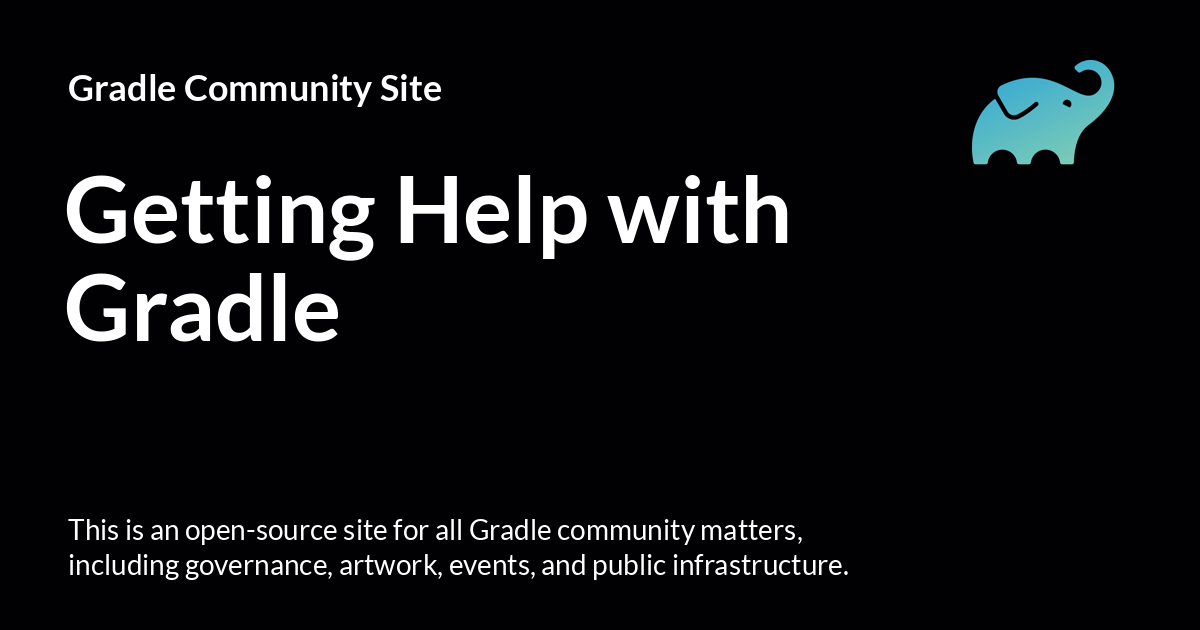 Gradle Community Site
Getting Help with
Gradle
This is an open-source site for all Gradle community matters,
including governance, artwork, events, and public infrastructure.